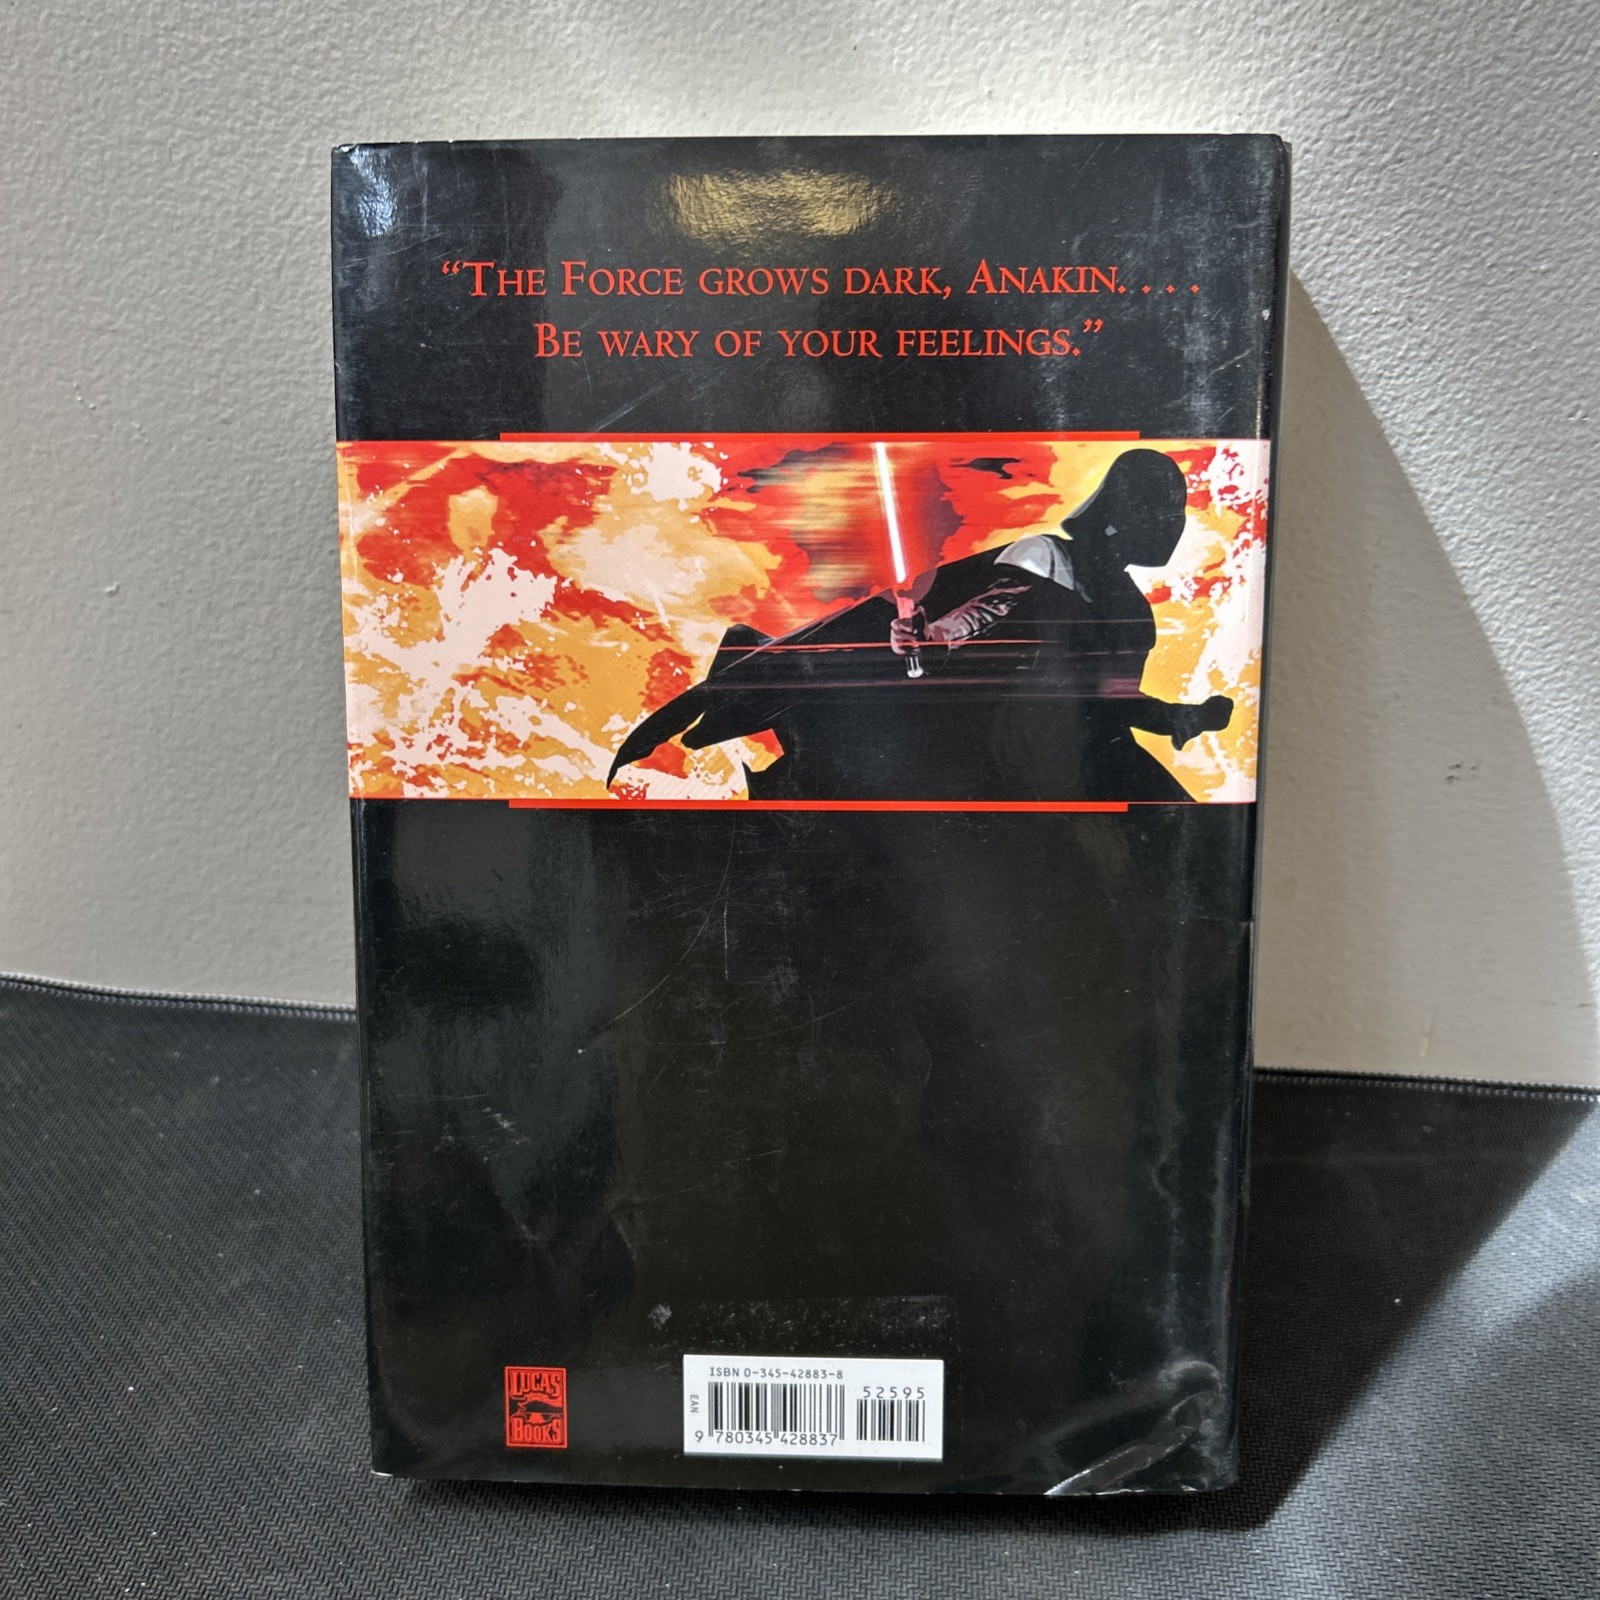 “THE FORCE GROWS DARK, ANAKIN. . . .
BE WARY OF YOUR FEELINGS.”
LUCAS
BOOKS
ISBN 0-345-42883-8
52595
EAN
9 780345 428837